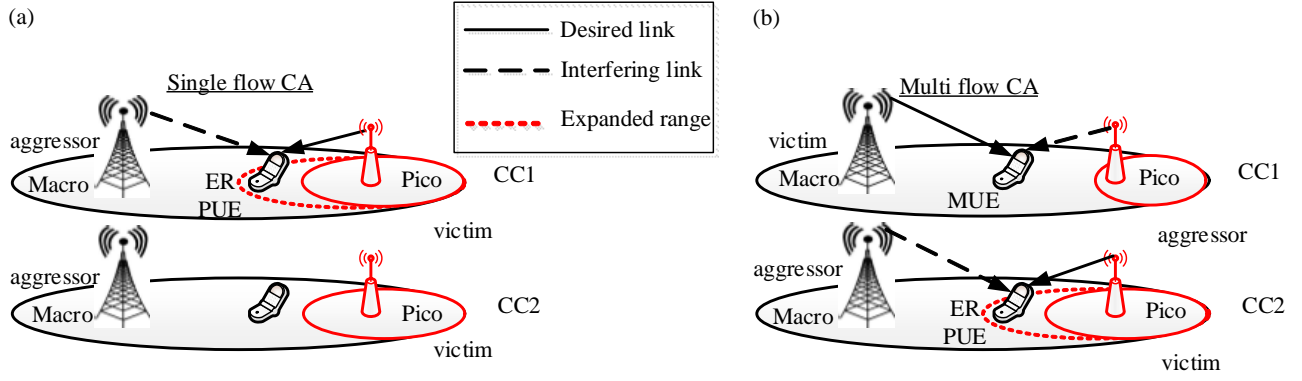 (a)
Single flow CA
aggressor
Macro
ER
PUE
Pico
CC1
victim
aggressor
Macro
Pico
CC2
victim
Desired link
Interfering link
Expanded range
(b)
Multi flow CA
victim
Macro
MUE
Pico
CC1
aggressor
aggressor
Macro
ER
PUE
Pico
CC2
victim